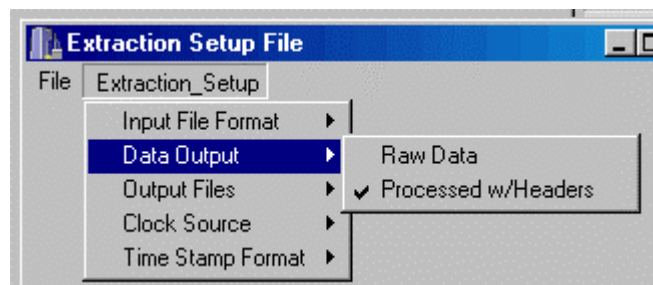 Extraction Setup File
File Extraction_Setup
Input File Format
Data Output
Raw Data
Output Files
Processed w/Headers
Clock Source
Time Stamp Format